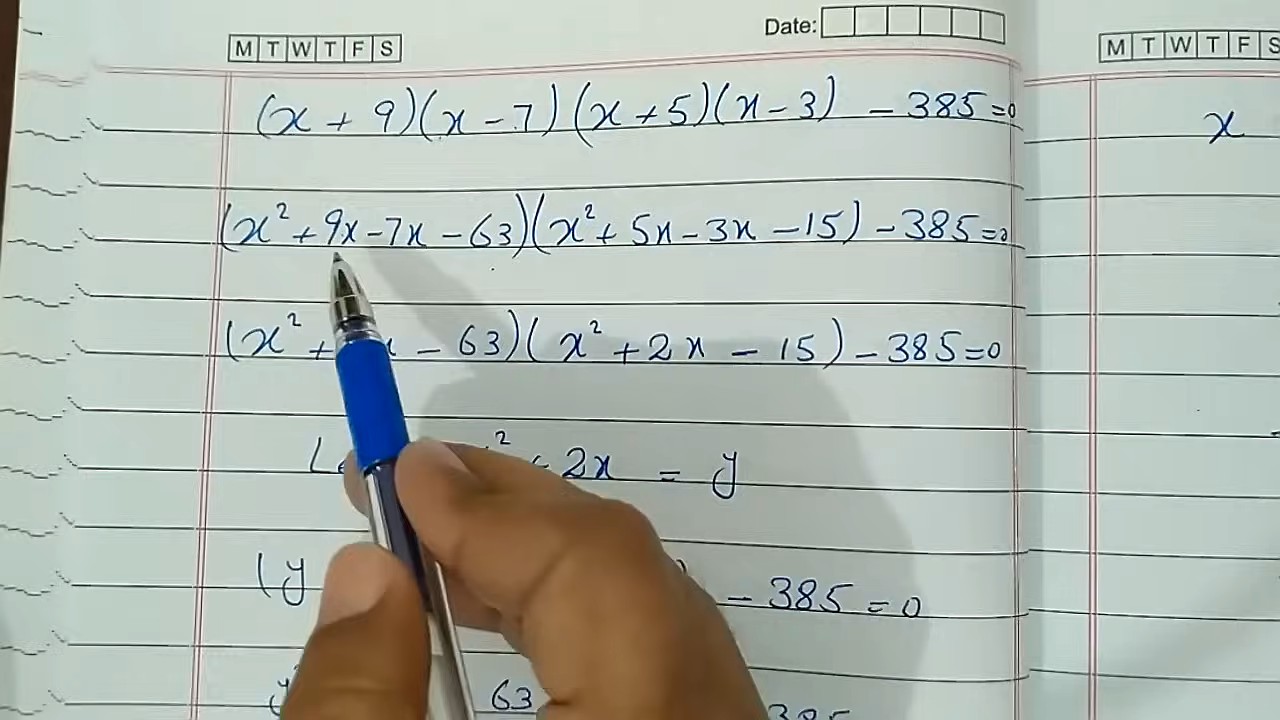 Date:
M T W T F S
M T W T F S
(x + 9)(x - 7)(x + 5)(x - 3) - 385 = 0
x
(x² + 9x - 7x - 63)(x² + 5x - 3x - 15) - 385 = 0
(x² + x - 63)(x² + 2x - 15) - 385 = 0
2x = y
(y - 385 = 0
63